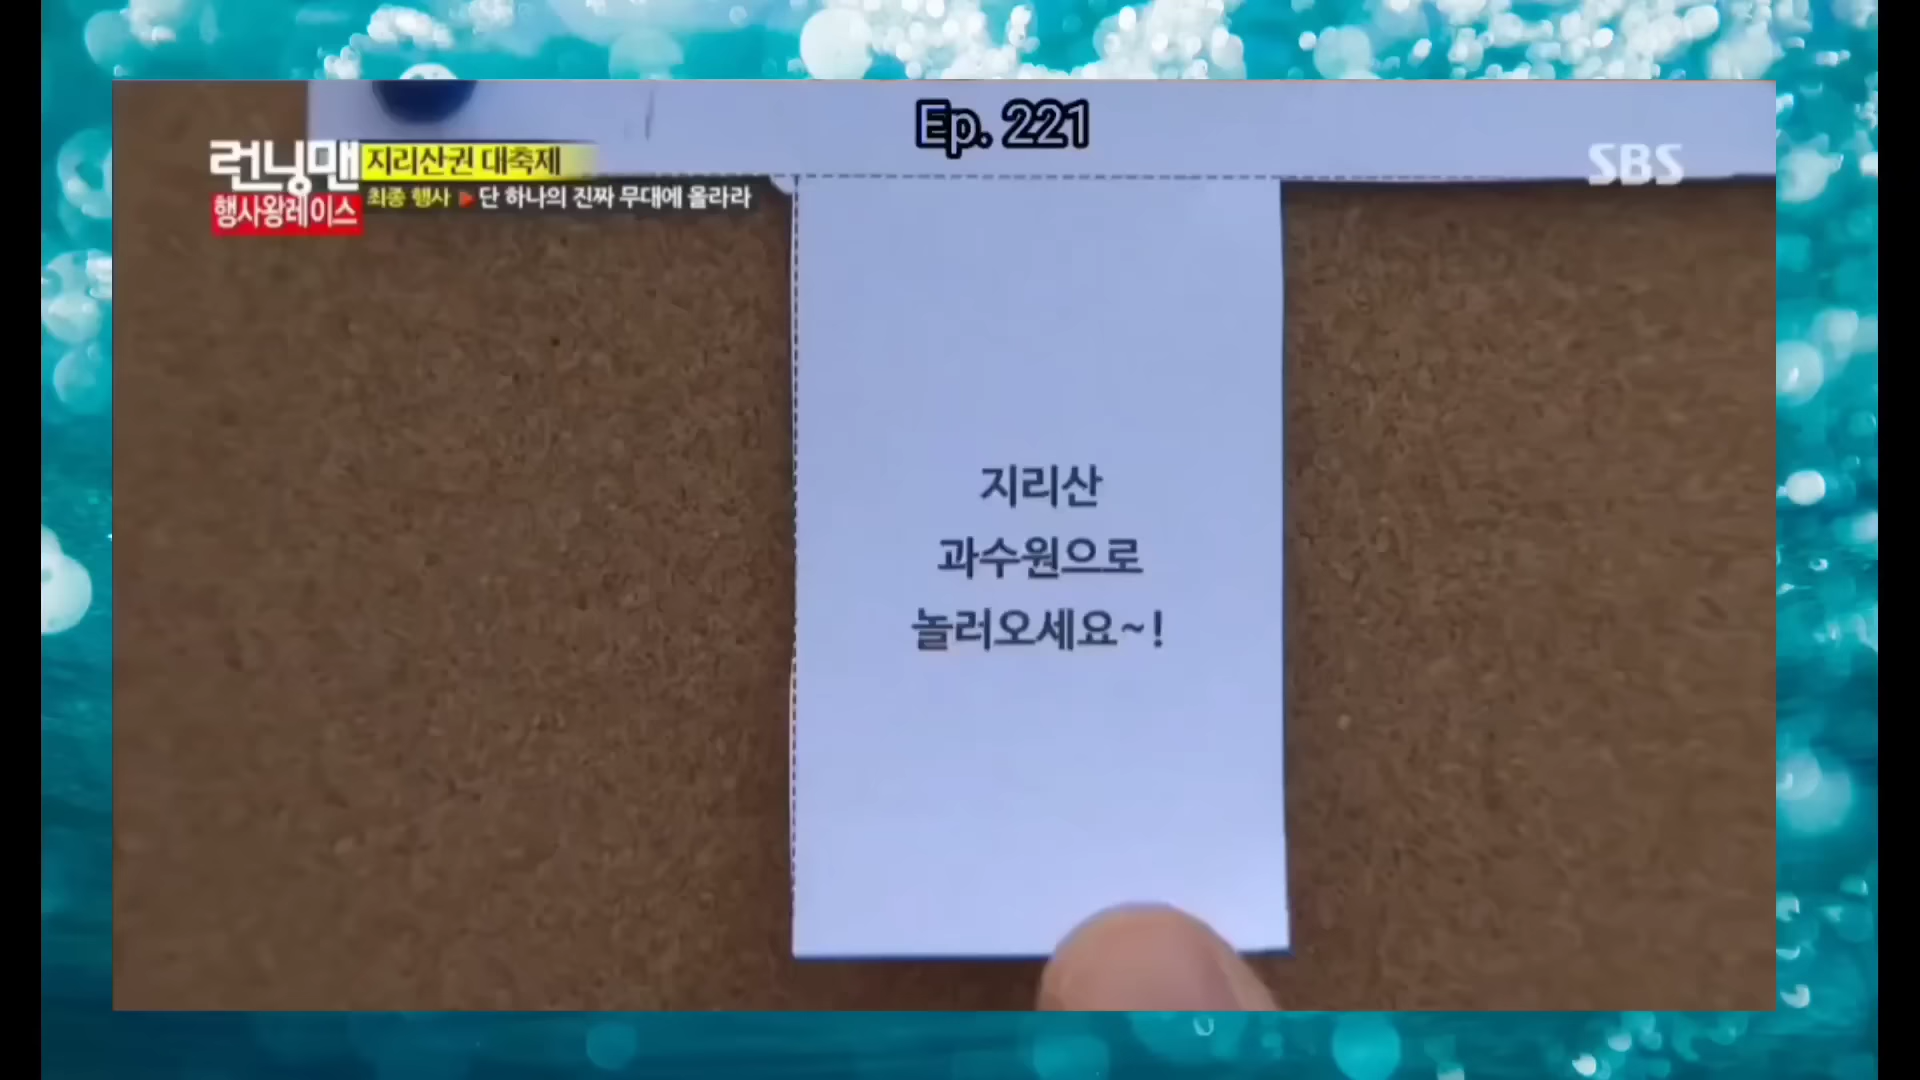 Ep. 221
런닝맨
행사왕레이스
지리산권 대축제
최종 행사 ▶ 단 하나의 진짜 무대에 올라라
SBS
지리산
과수원으로
놀러오세요~!